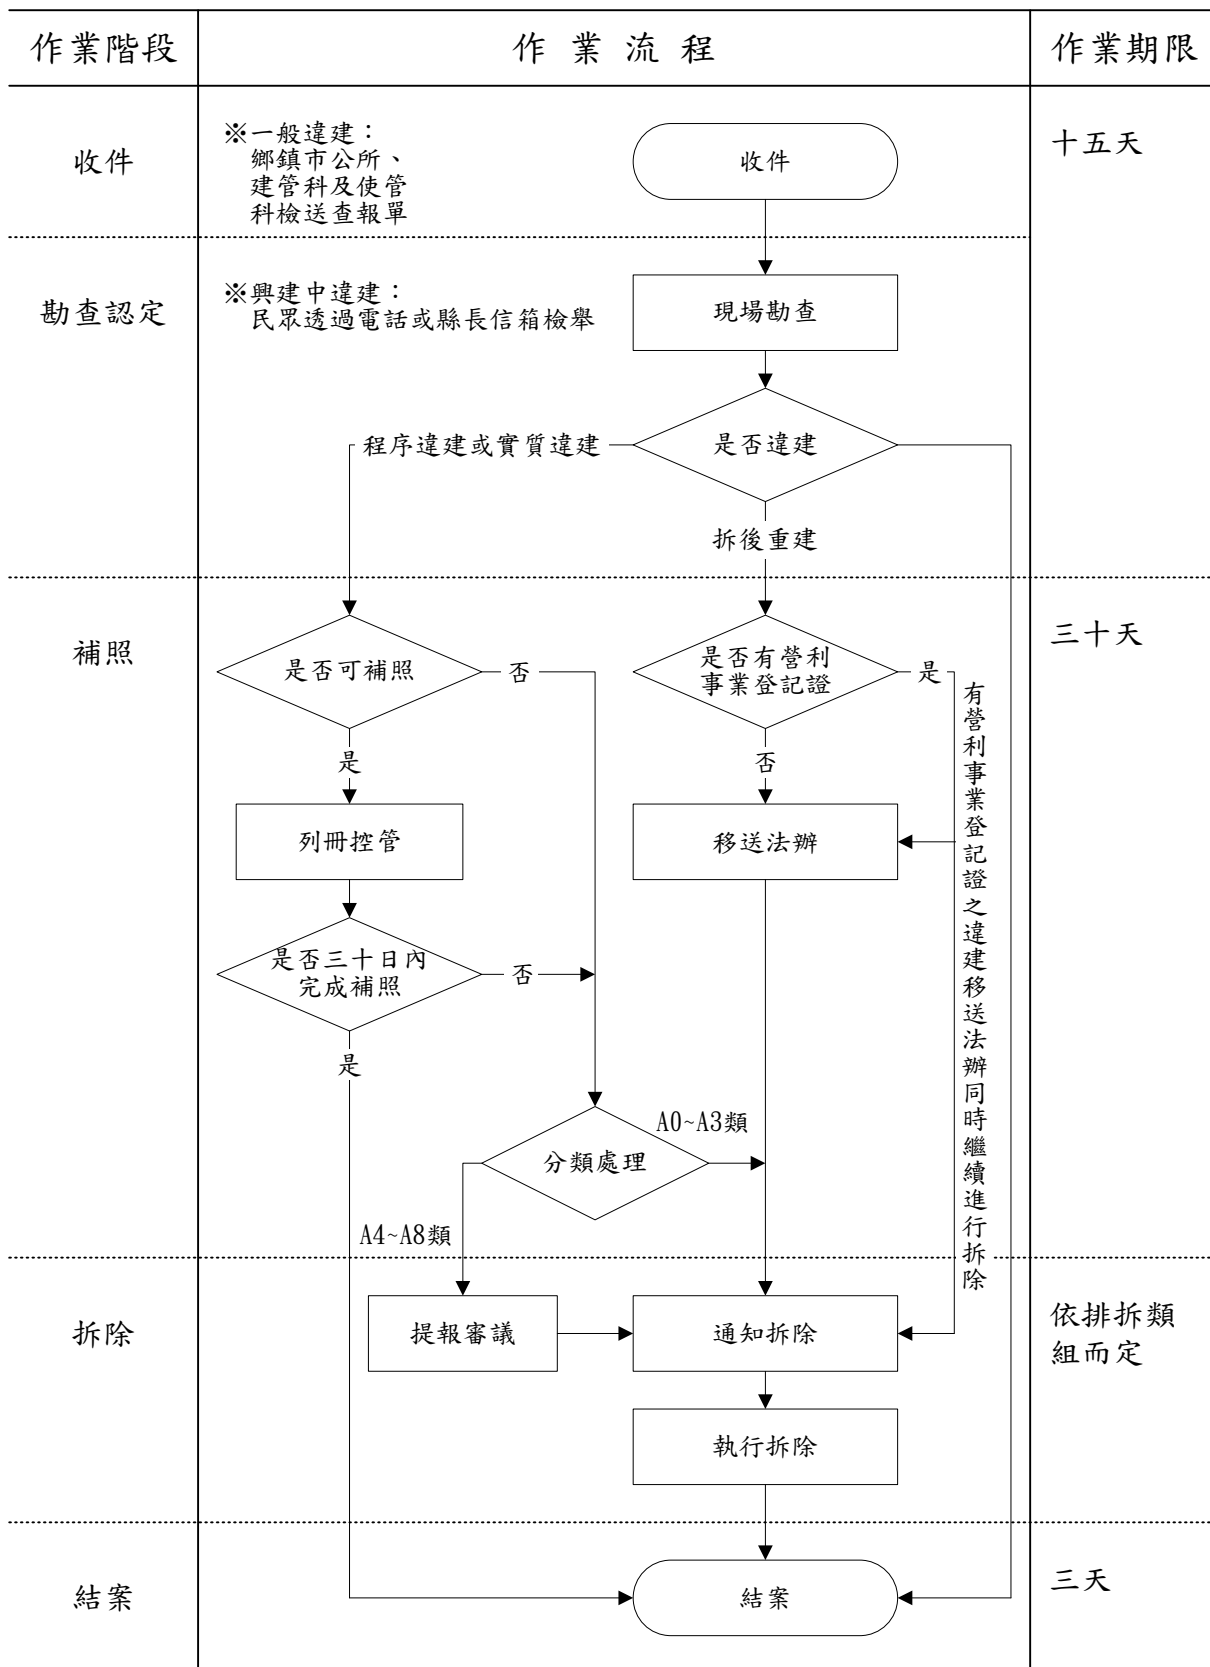 作業階段
作 業 流 程
作業期限
收件
※一般違建：
鄉鎮市公所、
建管科及使管
科檢送查報單
收件
十五天
勘查認定
※興建中違建：
民眾透過電話或縣長信箱檢舉
現場勘查
程序違建或實質違建
是否違建
拆後重建
補照
是否可補照
否
是否有營利
事業登記證
是
三十天
有營利事業登記證之違建移送法辦同時繼續進行拆除
是
否
列冊控管
移送法辦
是否三十日內
完成補照
否
是
A0~A3類
分類處理
A4~A8類
拆除
提報審議
通知拆除
依排拆類
組而定
執行拆除
結案
結案
三天